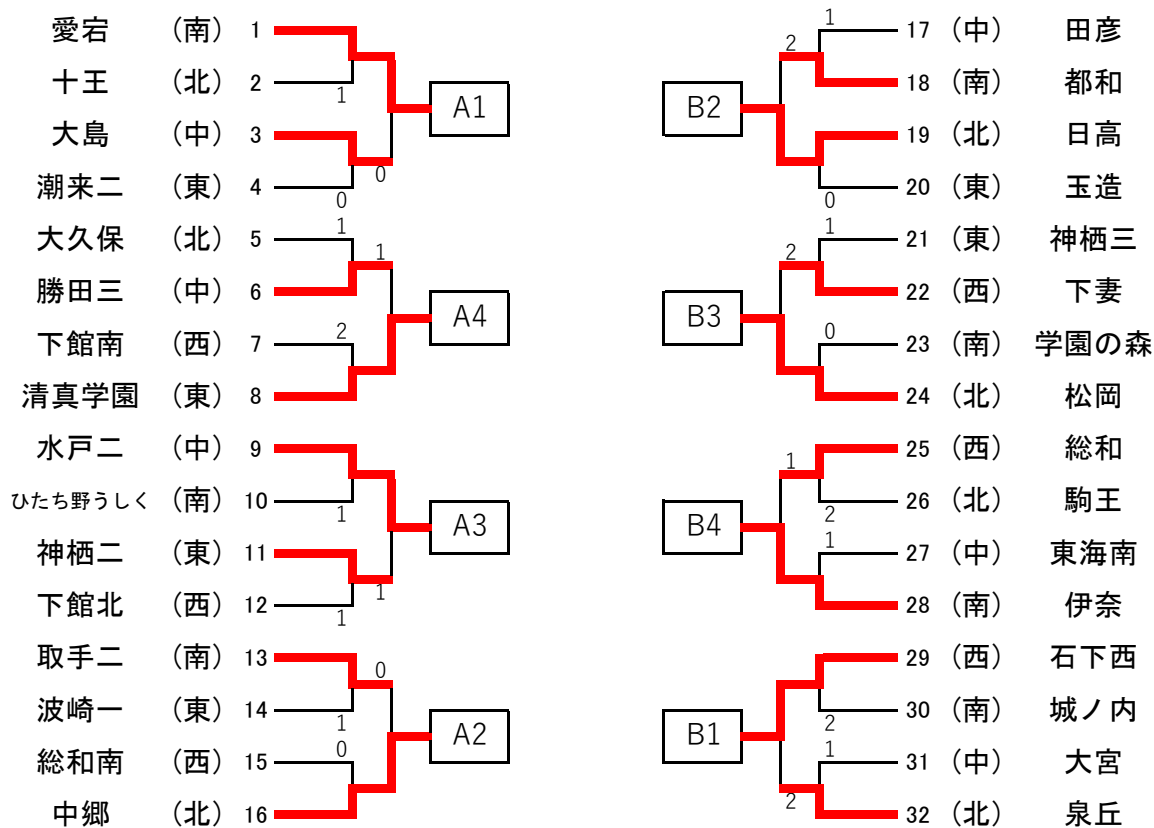 愛宕 (南) 1
十王 (北) 2
1
A1
大島 (中) 3
0
潮来二 (東) 4
0
大久保 (北) 5
1
1
勝田三 (中) 6
A4
下館南 (西) 7
2
清真学園 (東) 8
水戸二 (中) 9
ひたち野うしく (南) 10
1
A3
神栖二 (東) 11
1
下館北 (西) 12
1
取手二 (南) 13
0
波崎一 (東) 14
1
A2
総和南 (西) 15
0
中郷 (北) 16
1
17 (中) 田彦
2
18 (南) 都和
B2
19 (北) 日高
20 (東) 玉造
0
1
21 (東) 神栖三
2
22 (西) 下妻
B3
0
23 (南) 学園の森
24 (北) 松岡
25 (西) 総和
1
26 (北) 駒王
2
B4
1
27 (中) 東海南
28 (南) 伊奈
29 (西) 石下西
30 (南) 城ノ内
2
B1
1
31 (中) 大宮
2
32 (北) 泉丘